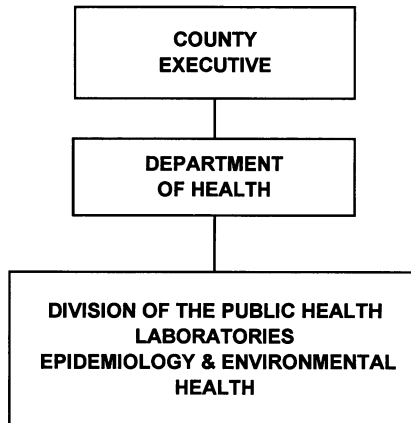 COUNTY
EXECUTIVE
DEPARTMENT
OF HEALTH
DIVISION OF THE PUBLIC HEALTH
LABORATORIES
EPIDEMIOLOGY & ENVIRONMENTAL
HEALTH